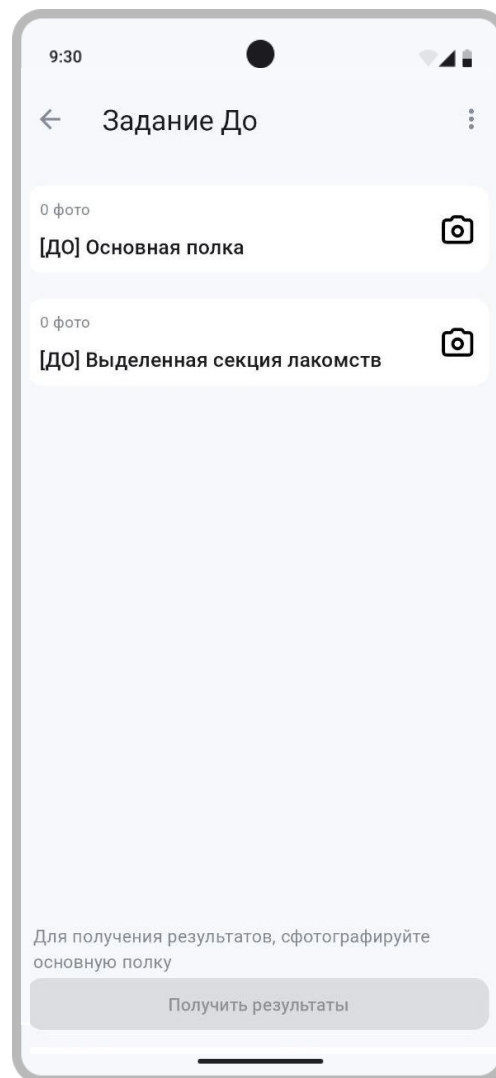 9:30
Задание До
0 фото
[ДО] Основная полка
0 фото
[ДО] Выделенная секция лакомств
Для получения результатов, сфотографируйте
основную полку
Получить результаты